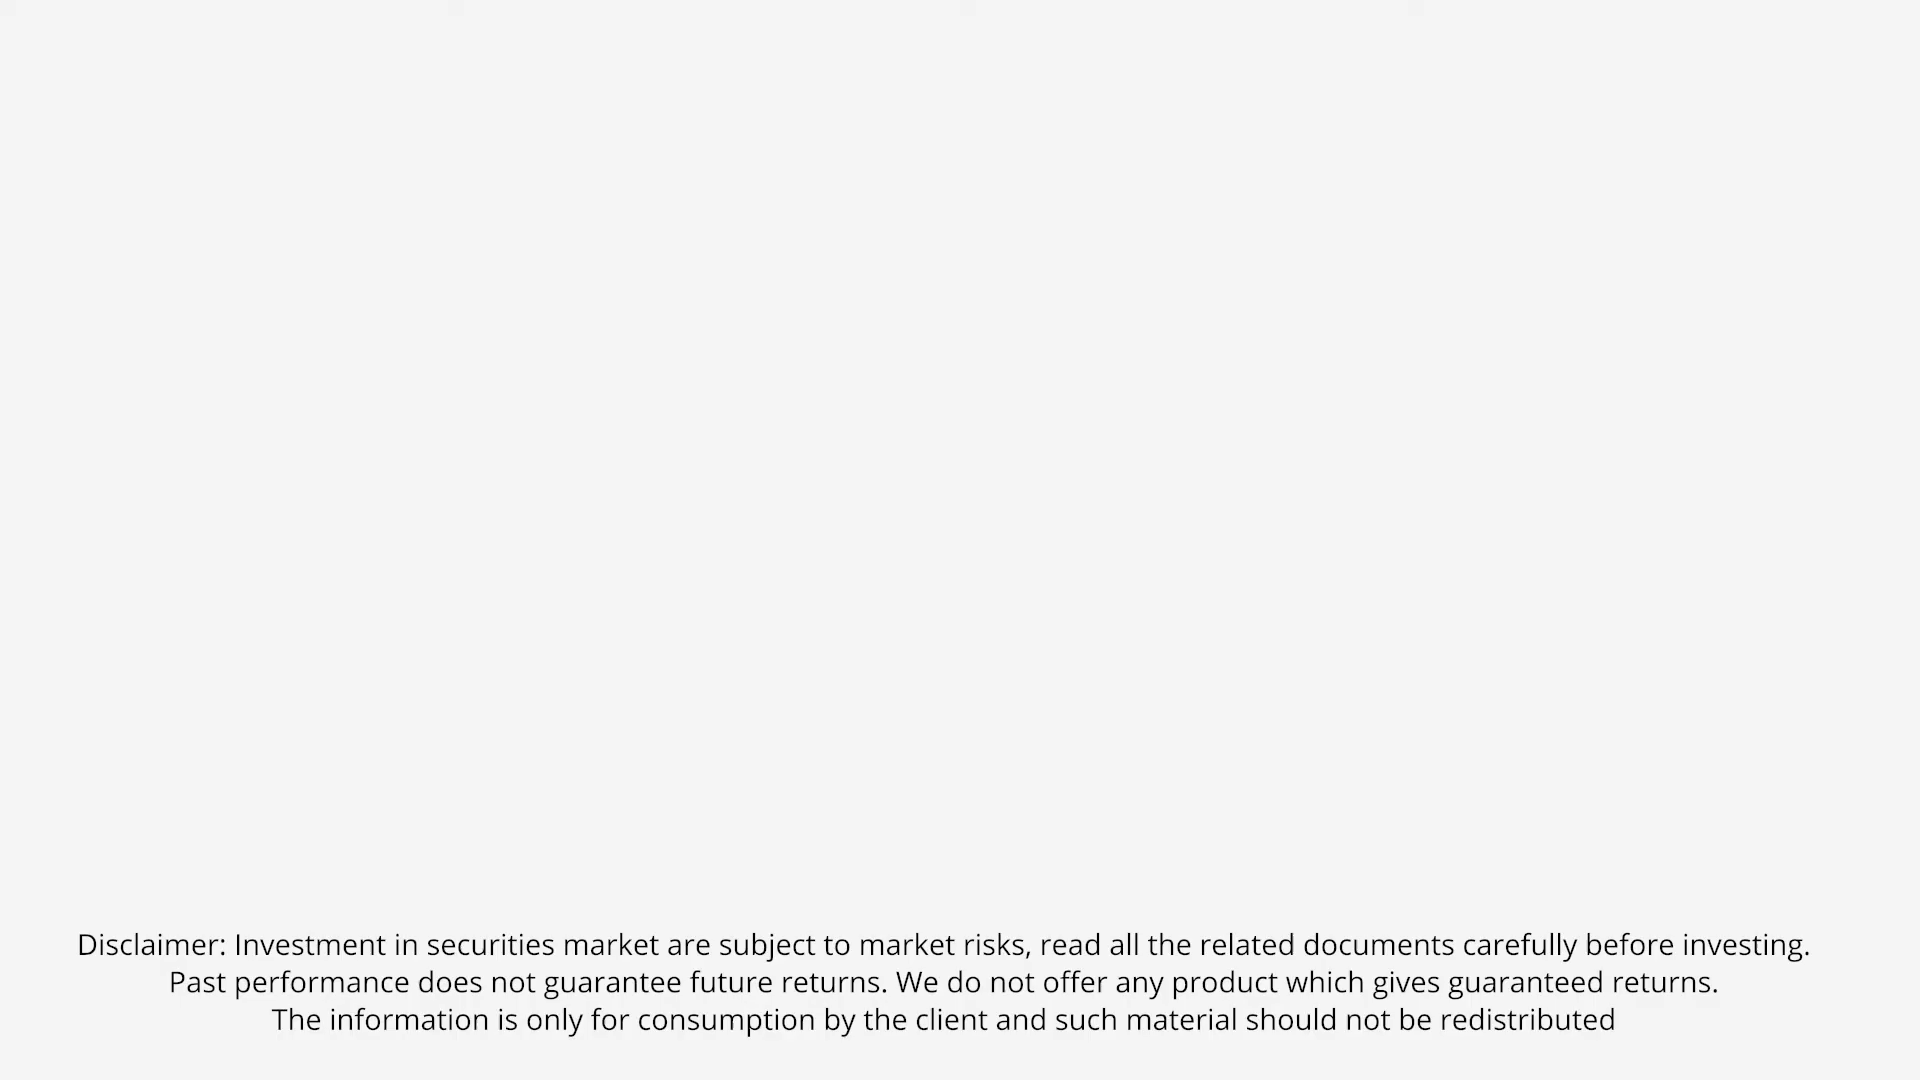 Disclaimer: Investment in securities market are subject to market risks, read all the related documents carefully before investing.
Past performance does not guarantee future returns. We do not offer any product which gives guaranteed returns.
The information is only for consumption by the client and such material should not be redistributed